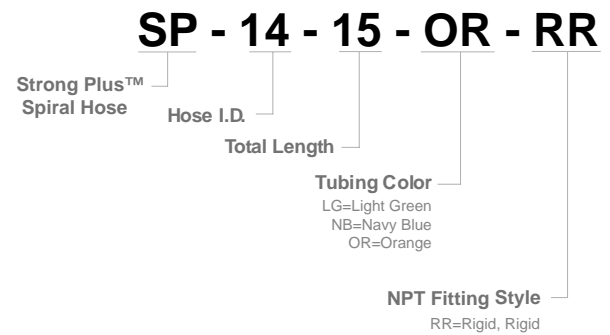 SP - 14 - 15 - OR - RR
Strong Plus™
Spiral Hose
Hose I.D.
Total Length
Tubing Color
LG=Light Green
NB=Navy Blue
OR=Orange
NPT Fitting Style
RR=Rigid, Rigid